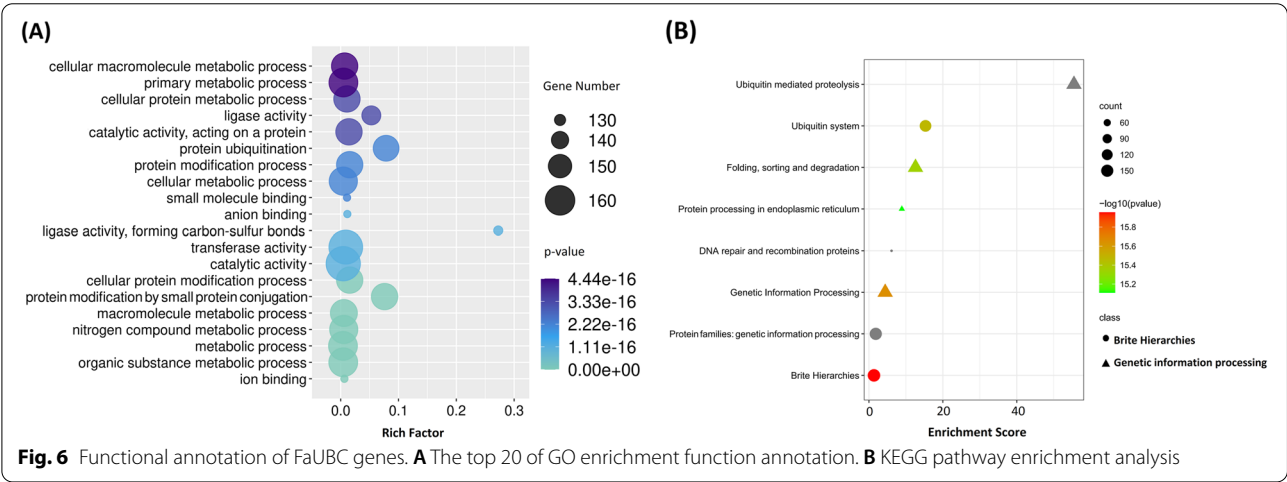 (A)
cellular macromolecule metabolic process
primary metabolic process
cellular protein metabolic process
ligase activity
catalytic activity, acting on a protein
protein ubiquitination
protein modification process
cellular metabolic process
small molecule binding
anion binding
ligase activity, forming carbon-sulfur bonds
transferase activity
catalytic activity
cellular protein modification process
protein modification by small protein conjugation
macromolecule metabolic process
nitrogen compound metabolic process
metabolic process
organic substance metabolic process
ion binding
0.0 0.1 0.2 0.3
Rich Factor
Gene Number
130
140
150
160
p-value
4.44e-16
3.33e-16
2.22e-16
1.11e-16
0.00e+00
(B)
Ubiquitin mediated proteolysis
Ubiquitin system
Folding, sorting and degradation
Protein processing in endoplasmic reticulum
DNA repair and recombination proteins
Genetic Information Processing
Protein families: genetic information processing
Brite Hierarchies
0 20 40
Enrichment Score
count
60
90
120
150
−log10(pvalue)
15.8
15.6
15.4
15.2
class
Brite Hierarchies
Genetic information processing
Fig. 6 Functional annotation of FaUBC genes. A The top 20 of GO enrichment function annotation. B KEGG pathway enrichment analysis